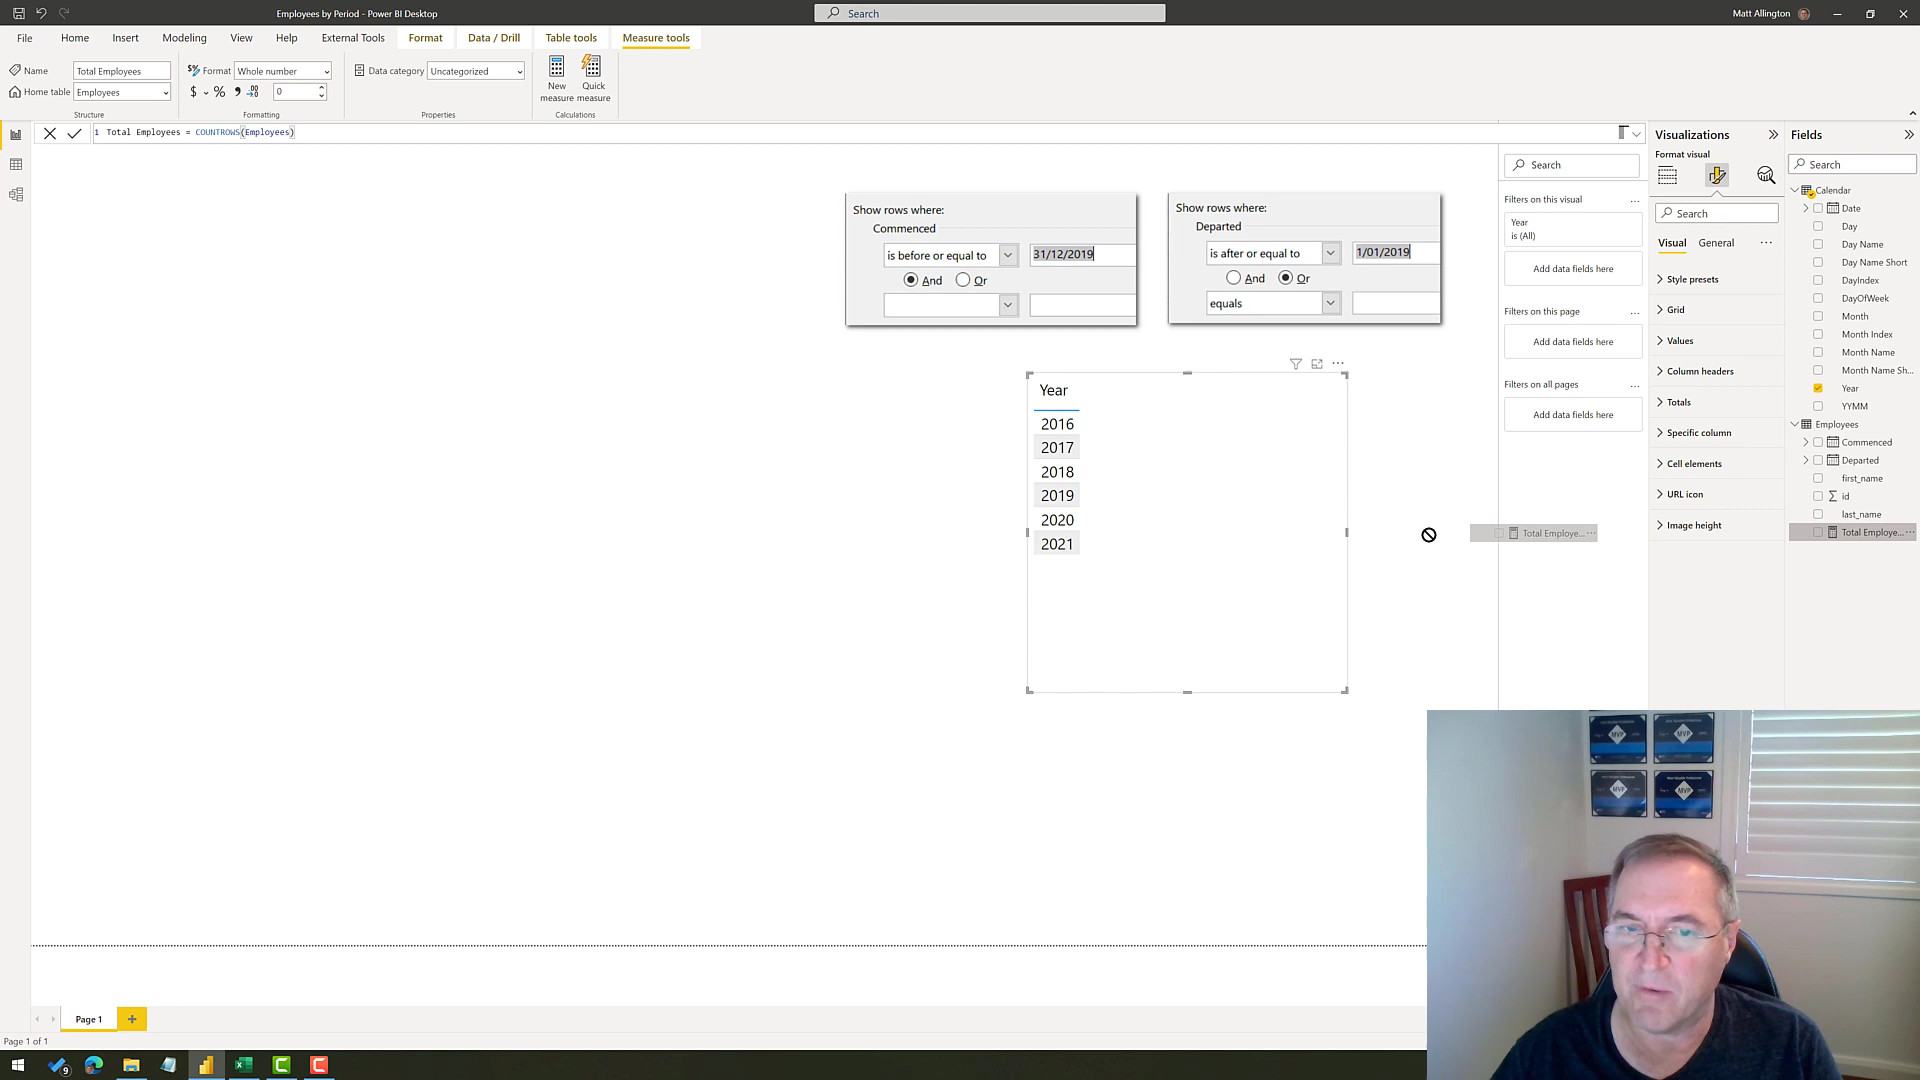 Employees by Period - Power BI Desktop
Search
Matt Allington
File
Home
Insert
Modeling
View
Help
External Tools
Format
Data / Drill
Table tools
Measure tools
Name
Total Employees
Home table
Employees
Structure
Format
Whole number
$
%
0
Formatting
Data category
Uncategorized
Properties
New measure
Quick measure
Calculations
1 Total Employees = COUNTROWS(Employees)
Show rows where:
Commenced
is before or equal to
31/12/2019
And
Or
Show rows where:
Departed
is after or equal to
1/01/2019
And
Or
equals
Year
2016
2017
2018
2019
2020
2021
Total Employe...
Search
Filters on this visual
Year
is (All)
Add data fields here
Filters on this page
Add data fields here
Filters on all pages
Add data fields here
Visualizations
Format visual
Search
Visual
General
Style presets
Grid
Values
Column headers
Totals
Specific column
Cell elements
URL icon
Image height
Fields
Search
Calendar
Date
Day
Day Name
Day Name Short
DayIndex
DayOfWeek
Month
Month Index
Month Name
Month Name Sh...
Year
YYMM
Employees
Commenced
Departed
first_name
id
last_name
Total Employe...
MVP
MVP
MVP
MVP
Page 1
Page 1 of 1
9